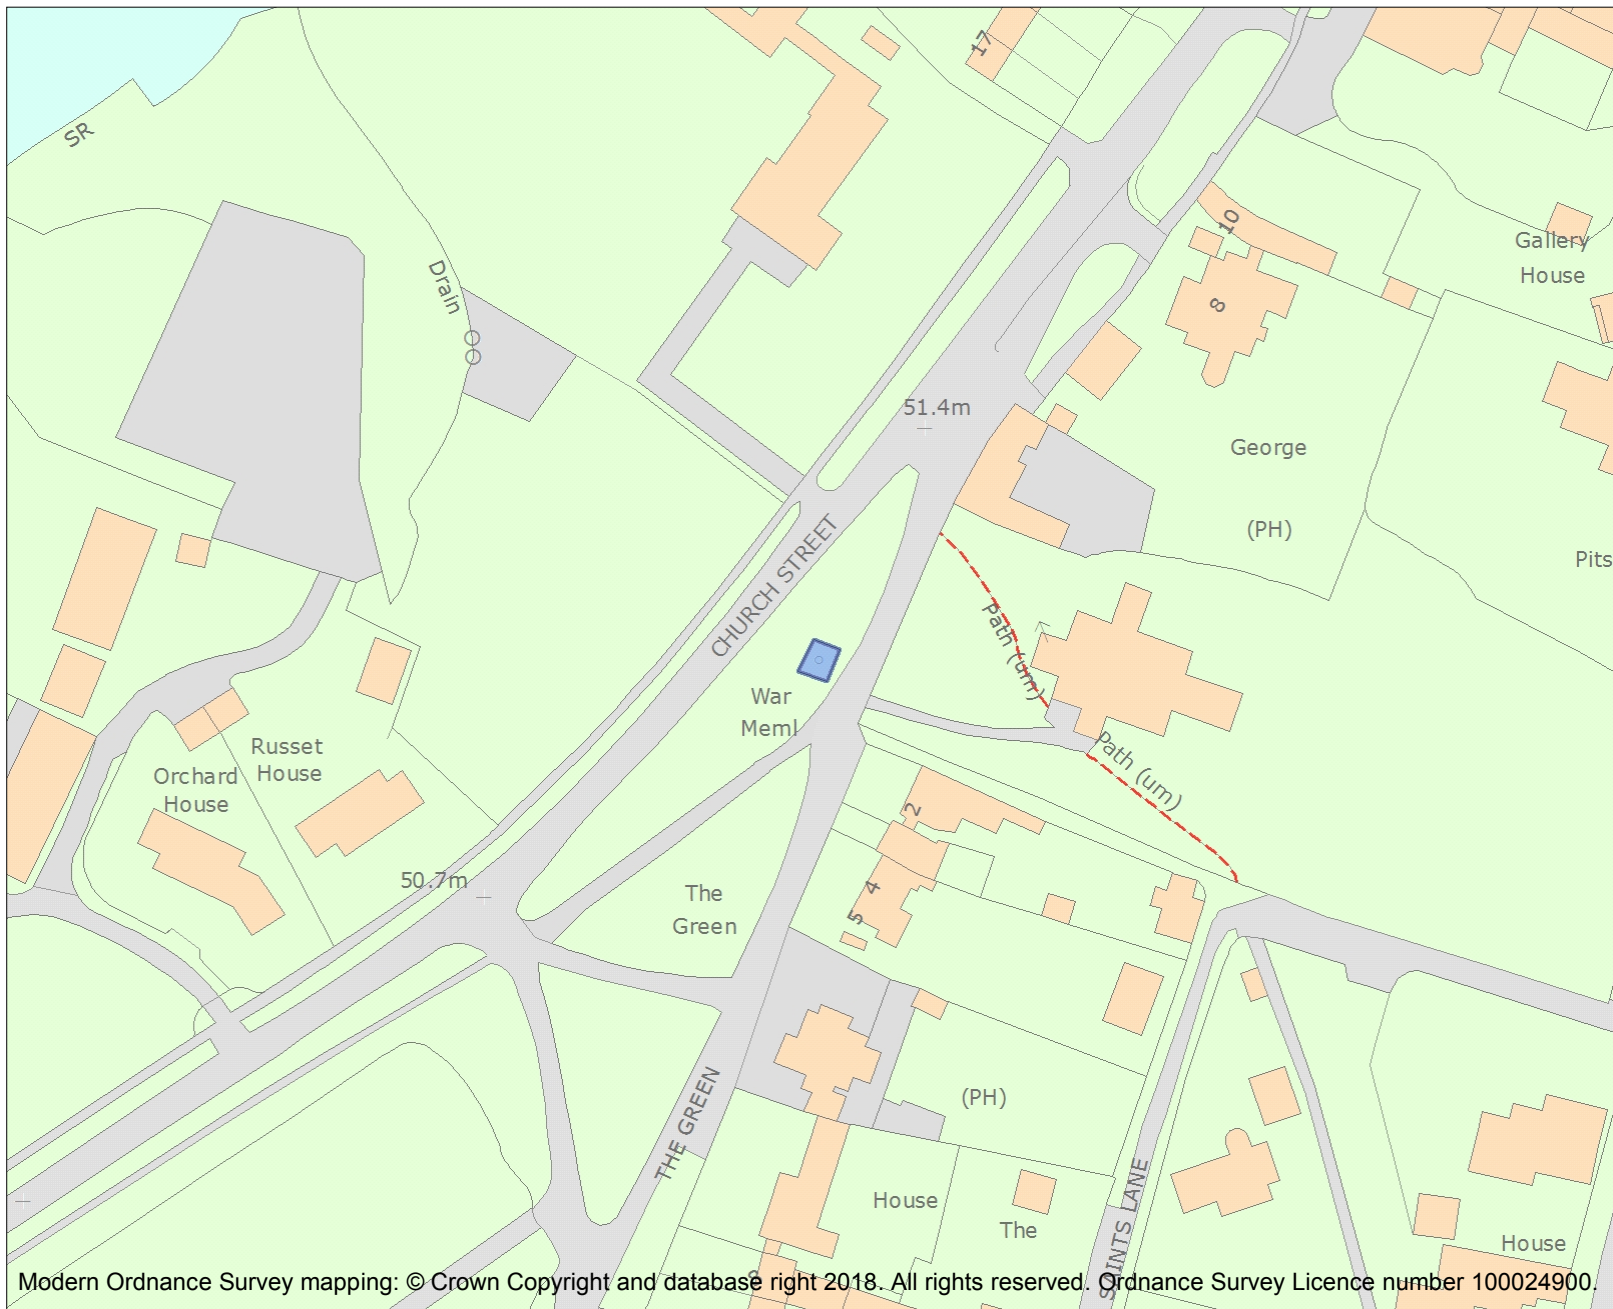 17
SR
10
Gallery
House
Drain
8
51.4m
George
(PH)
CHURCH STREET
Pits
Path (um)
War
Meml
Path (um)
Russet
House
Orchard
House
2
50.7m
4
The
Green
5
THE GREEN
(PH)
House
The
SAINTS LANE
House
Modern Ordnance Survey mapping: © Crown Copyright and database right 2018. All rights reserved. Ordnance Survey Licence number 100024900.